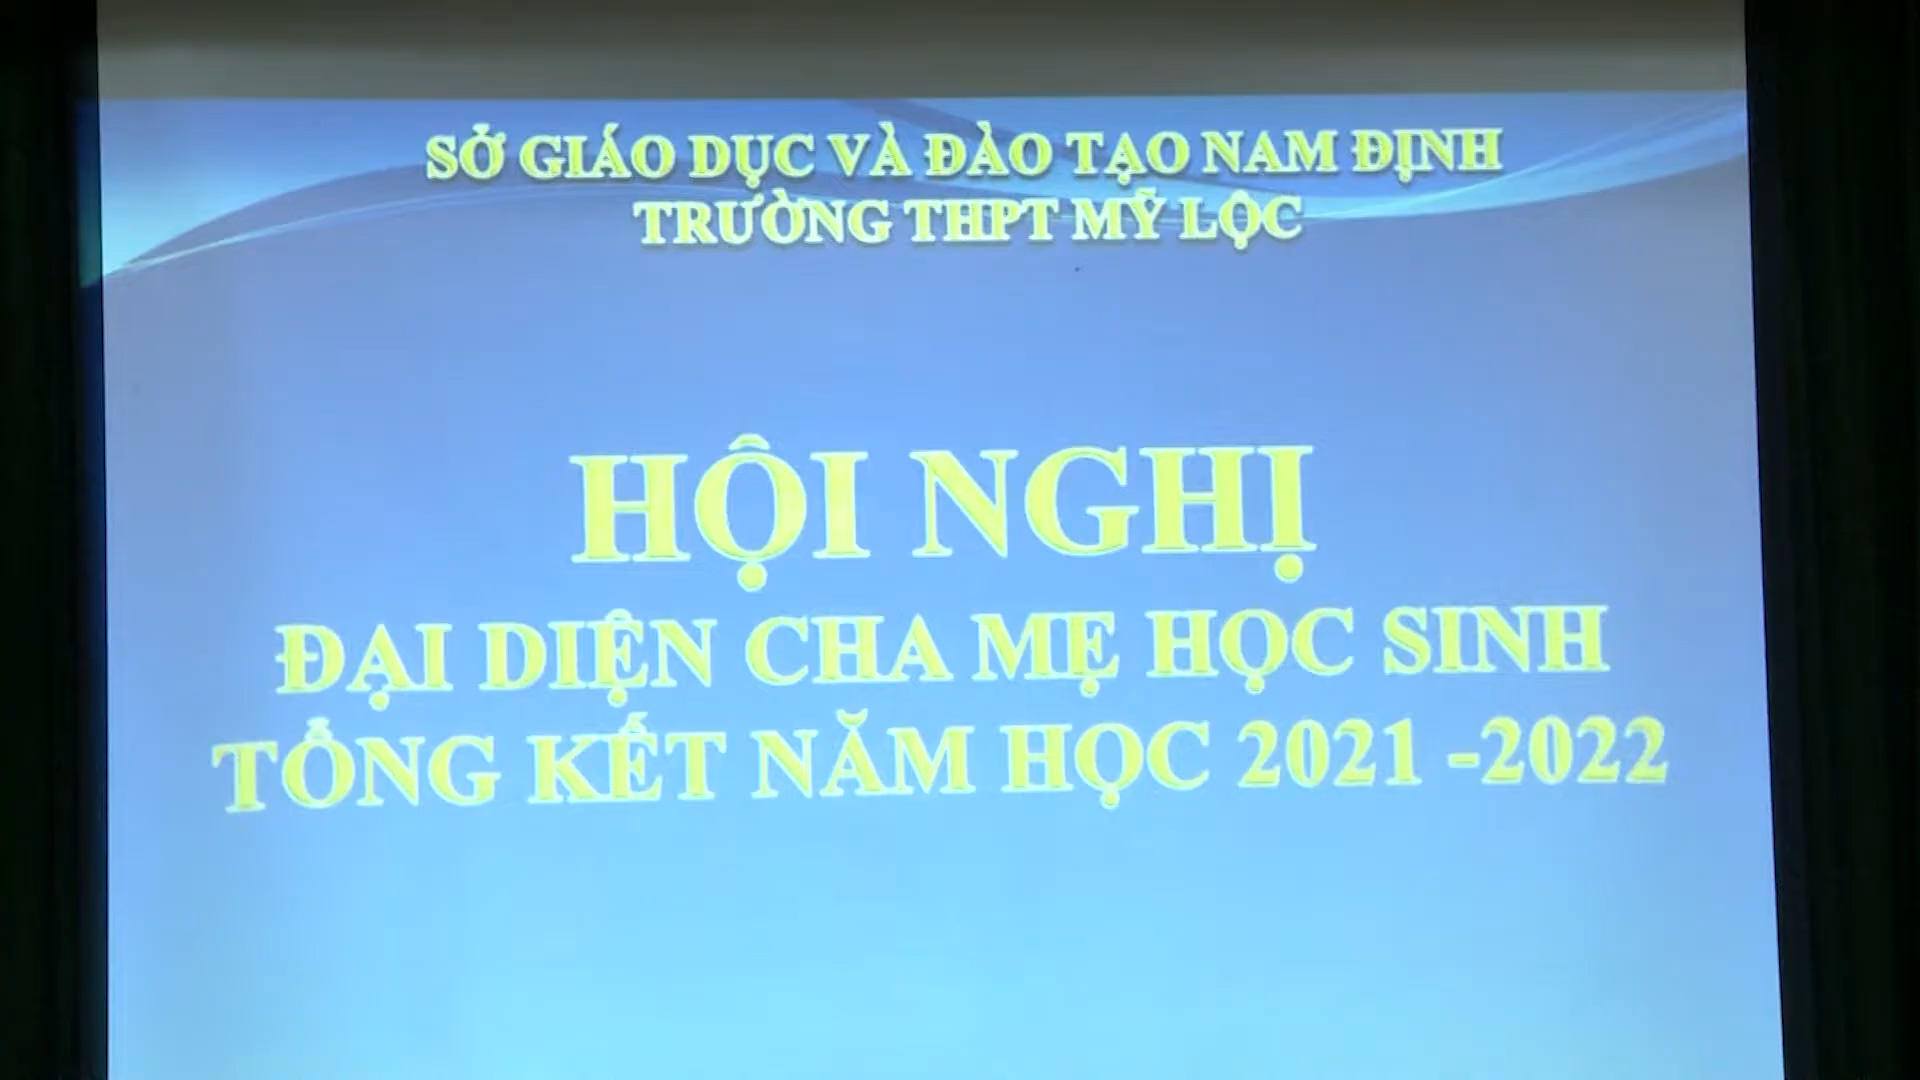 SỞ GIÁO DỤC VÀ ĐÀO TẠO NAM ĐỊNH
TRƯỜNG THPT MỸ LỘC
HỘI NGHỊ
ĐẠI DIỆN CHA MẸ HỌC SINH
TỔNG KẾT NĂM HỌC 2021 -2022